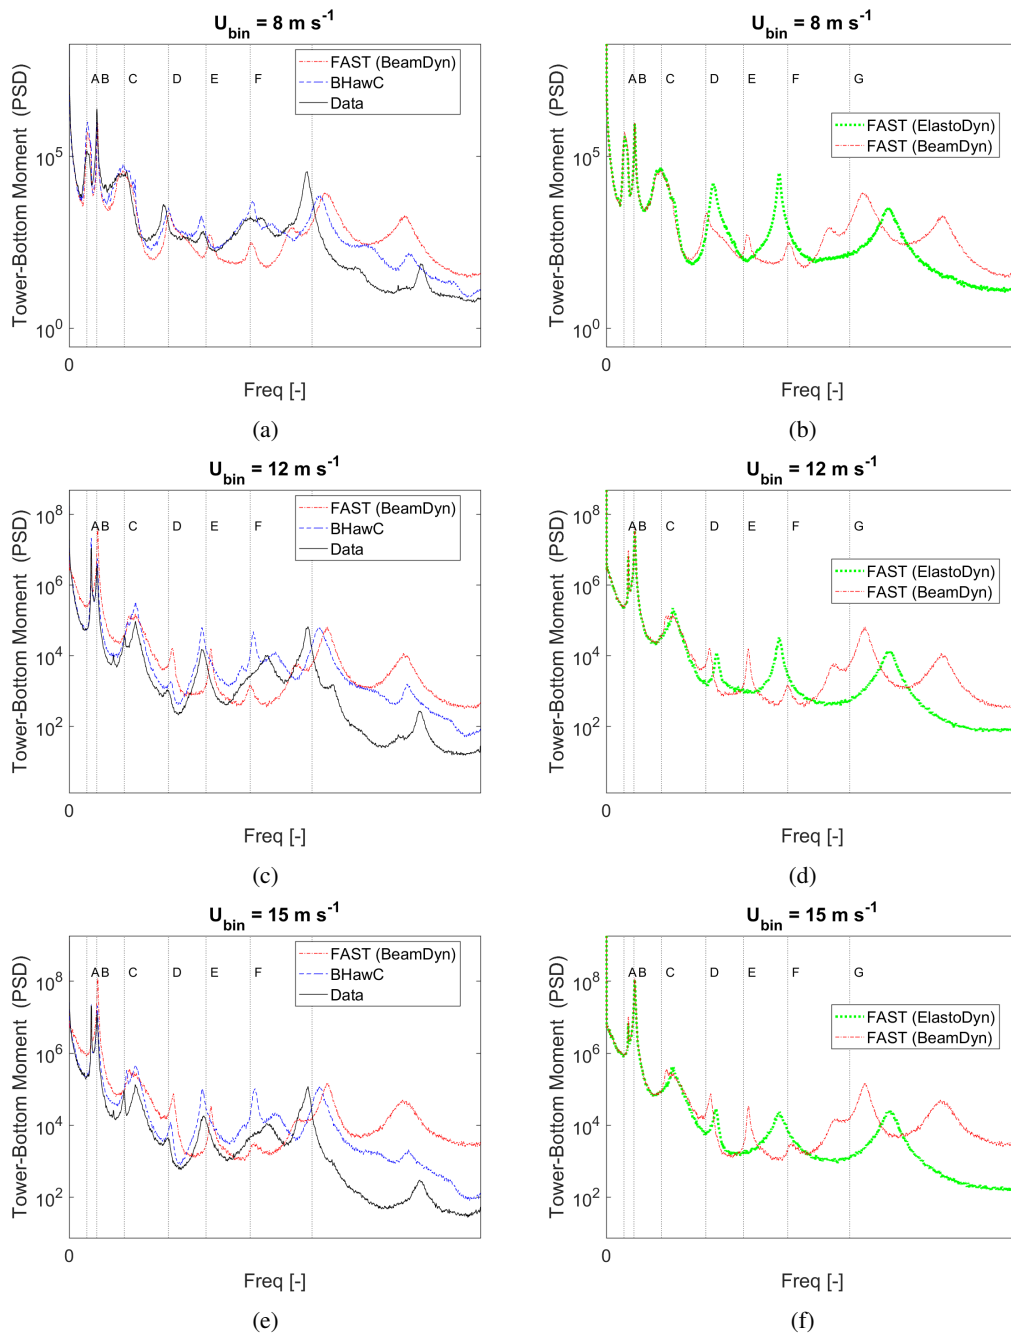 U_bin = 8 m s^-1
A B C D E F
FAST (BeamDyn)
BHawC
Data
Tower-Bottom Moment (PSD)
10^5
10^0
0
Freq [-]
(a)
U_bin = 8 m s^-1
A B C D E F G
FAST (ElastoDyn)
FAST (BeamDyn)
Tower-Bottom Moment (PSD)
10^5
10^0
0
Freq [-]
(b)
U_bin = 12 m s^-1
A B C D E F
FAST (BeamDyn)
BHawC
Data
Tower-Bottom Moment (PSD)
10^8
10^6
10^4
10^2
0
Freq [-]
(c)
U_bin = 12 m s^-1
A B C D E F G
FAST (ElastoDyn)
FAST (BeamDyn)
Tower-Bottom Moment (PSD)
10^8
10^6
10^4
10^2
0
Freq [-]
(d)
U_bin = 15 m s^-1
A B C D E F
FAST (BeamDyn)
BHawC
Data
Tower-Bottom Moment (PSD)
10^8
10^6
10^4
10^2
0
Freq [-]
(e)
U_bin = 15 m s^-1
A B C D E F G
FAST (ElastoDyn)
FAST (BeamDyn)
Tower-Bottom Moment (PSD)
10^8
10^6
10^4
10^2
0
Freq [-]
(f)